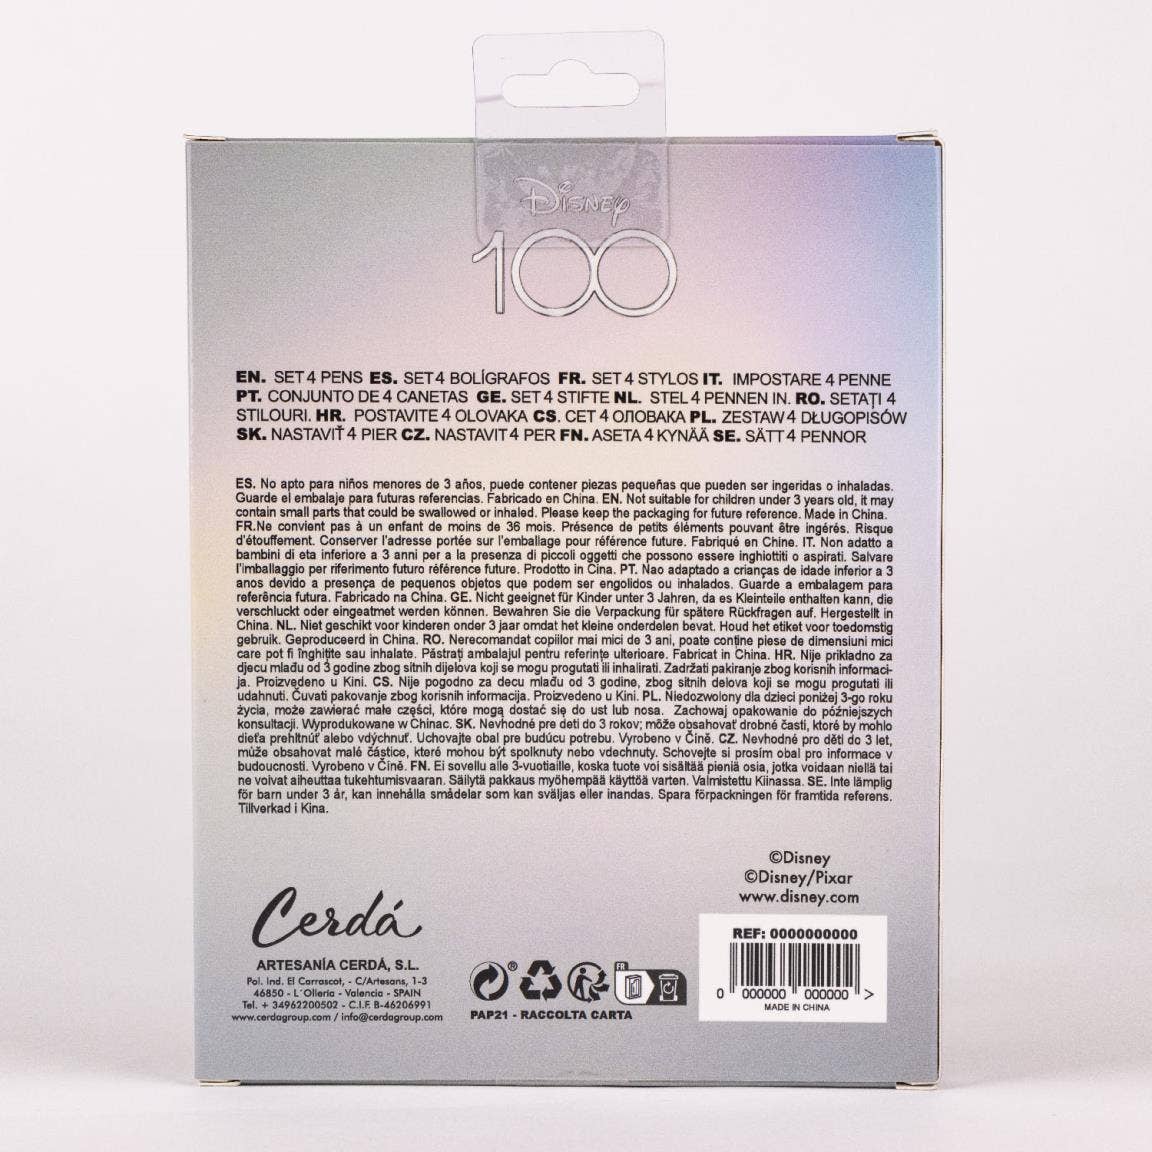 Disney
100
EN. SET 4 PENS ES. SET 4 BOLÍGRAFOS FR. SET 4 STYLOS IT. IMPOSTARE 4 PENNE
PT. CONJUNTO DE 4 CANETAS GE. SET 4 STIFTE NL. STEL 4 PENNEN IN. RO. SETAȚI 4
STILOURI. HR. POSTAVITE 4 OLOVAKA CS. СЕТ 4 ОЛОВАКА PL. ZESTAW 4 DŁUGOPISÓW
SK. NASTAVIŤ 4 PIER CZ. NASTAVIT 4 PER FN. ASETA 4 KYNÄÄ SE. SÄTT 4 PENNOR
ES. No apto para niños menores de 3 años, puede contener piezas pequeñas que pueden ser ingeridas o inhaladas.
Guarde el embalaje para futuras referencias. Fabricado en China. EN. Not suitable for children under 3 years old, it may
contain small parts that could be swallowed or inhaled. Please keep the packaging for future reference. Made in China.
FR.Ne convient pas à un enfant de moins de 36 mois. Présence de petits éléments pouvant être ingérés. Risque
d'étouffement. Conserver l'adresse portée sur l'emballage pour référence future. Fabriqué en Chine. IT. Non adatto a
bambini di eta inferiore a 3 anni per a la presenza di piccoli oggetti che possono essere inghiottiti o aspirati. Salvare
l'imballaggio per riferimento futuro référence future. Prodotto in Cina. PT. Nao adaptado a crianças de idade inferior a 3
anos devido a presença de pequenos objetos que podem ser engolidos ou inhalados. Guarde a embalagem para
referência futura. Fabricado na China. GE. Nicht geeignet für Kinder unter 3 Jahren, da es Kleinteile enthalten kann, die
verschluckt oder eingeatmet werden können. Bewahren Sie die Verpackung für spätere Rückfragen auf. Hergestellt in
China. NL. Niet geschikt voor kinderen onder 3 jaar omdat het kleine onderdelen bevat. Houd het etiket voor toedomstig
gebruik. Geproduceerd in China. RO. Nerecomandat copiilor mai mici de 3 ani, poate conține piese de dimensiuni mici
care pot fi înghițite sau inhalate. Păstrați ambalajul pentru referințe ulterioare. Fabricat in China. HR. Nije prikladno za
djecu mlađu od 3 godine zbog sitnih dijelova koji se mogu progutati ili inhalirati. Zadržati pakiranje zbog korisnih informaci-
ja. Proizvedeno u Kini. CS. Nije pogodno za decu mlađu od 3 godine, zbog sitnih delova koji se mogu progutati ili
udahnuti. Čuvati pakovanje zbog korisnih informacija. Proizvedeno u Kini. PL. Niedozwolony dla dzieci poniżej 3-go roku
życia, może zawierać małe części, które mogą dostać się do ust lub nosa. Zachowaj opakowanie do późniejszych
konsultacji. Wyprodukowane w Chinac. SK. Nevhodné pre deti do 3 rokov; môže obsahovať drobné časti, ktoré by mohlo
dieťa prehltnúť alebo vdýchnuť. Uchovajte obal pre budúcu potrebu. Vyrobeno v Číně. CZ. Nevhodné pro děti do 3 let,
může obsahovat malé částice, které mohou být spolknuty nebo vdechnuty. Schovejte si prosím obal pro informace v
budoucnosti. Vyrobeno v Číně. FN. Ei sovellu alle 3-vuotiaille, koska tuote voi sisältää pieniä osia, jotka voidaan niellä tai
ne voivat aiheuttaa tukehtumisvaaran. Säilytä pakkaus myöhempää käyttöä varten. Valmistettu Kiinassa. SE. Inte lämplig
för barn under 3 år, kan innehålla smådelar som kan sväljas eller inandas. Spara förpackningen för framtida referens.
Tillverkad i Kina.
©Disney
©Disney/Pixar
www.disney.com
Cerdá
ARTESANÍA CERDÁ, S.L.
Pol. Ind. El Carrascot, - C/Artesans, 1-3
46850 - L´Olleria - Valencia - SPAIN
Tel. + 34962200502 - C.I.F. B-46206991
www.cerdagroup.com / info@cerdagroup.com
®
FR
PAP21 - RACCOLTA CARTA
REF: 0000000000
0 000000 000000 >
MADE IN CHINA